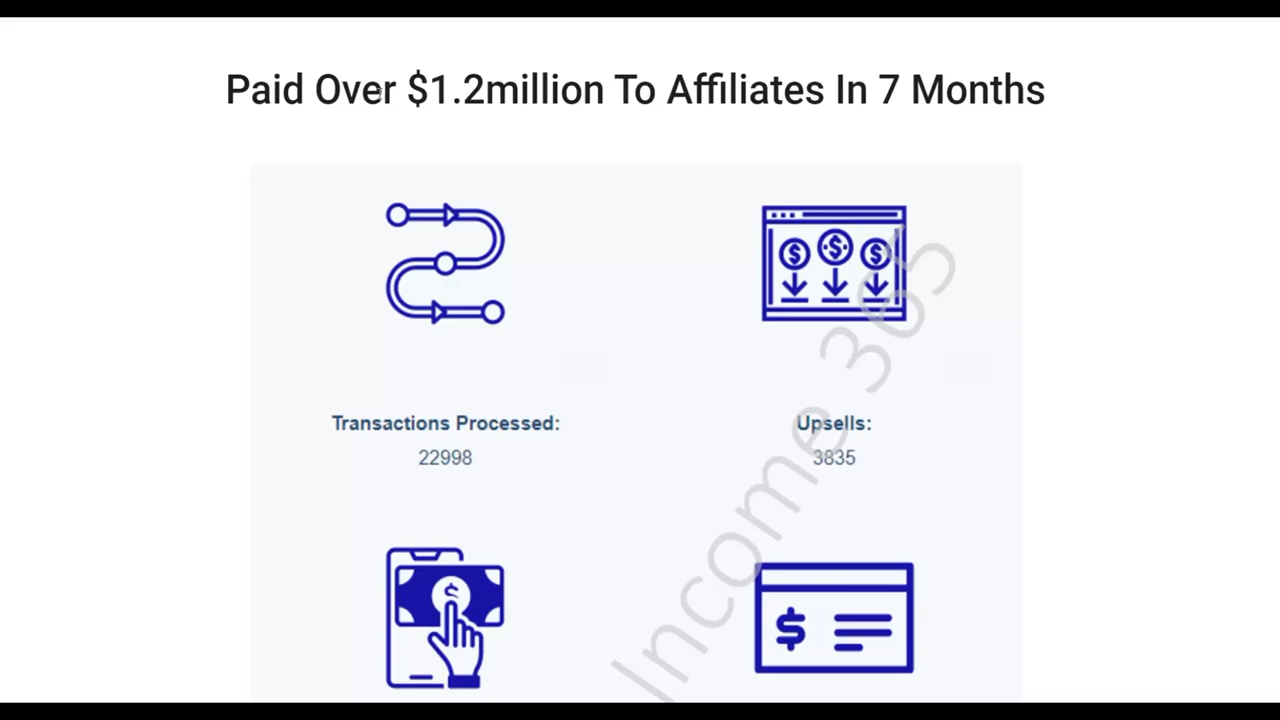 Paid Over $1.2million To Affiliates In 7 Months
Transactions Processed:
Upsells:
22998
3835
Income 365